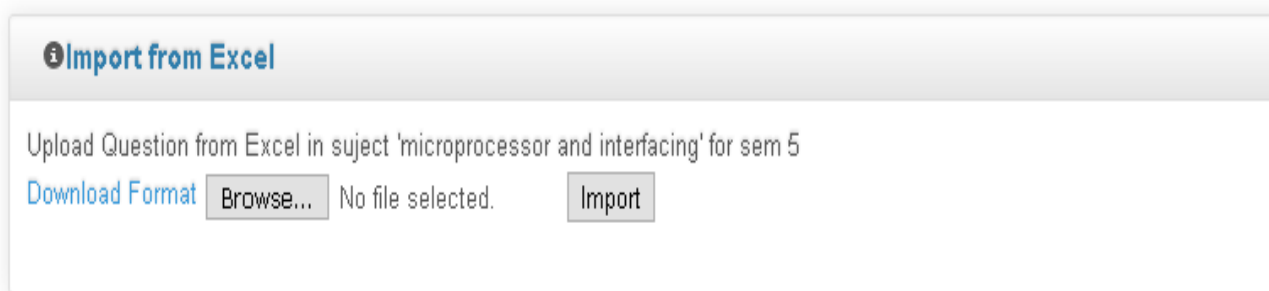 Import from Excel
Upload Question from Excel in suject 'microprocessor and interfacing' for sem 5
Download Format Browse... No file selected. Import